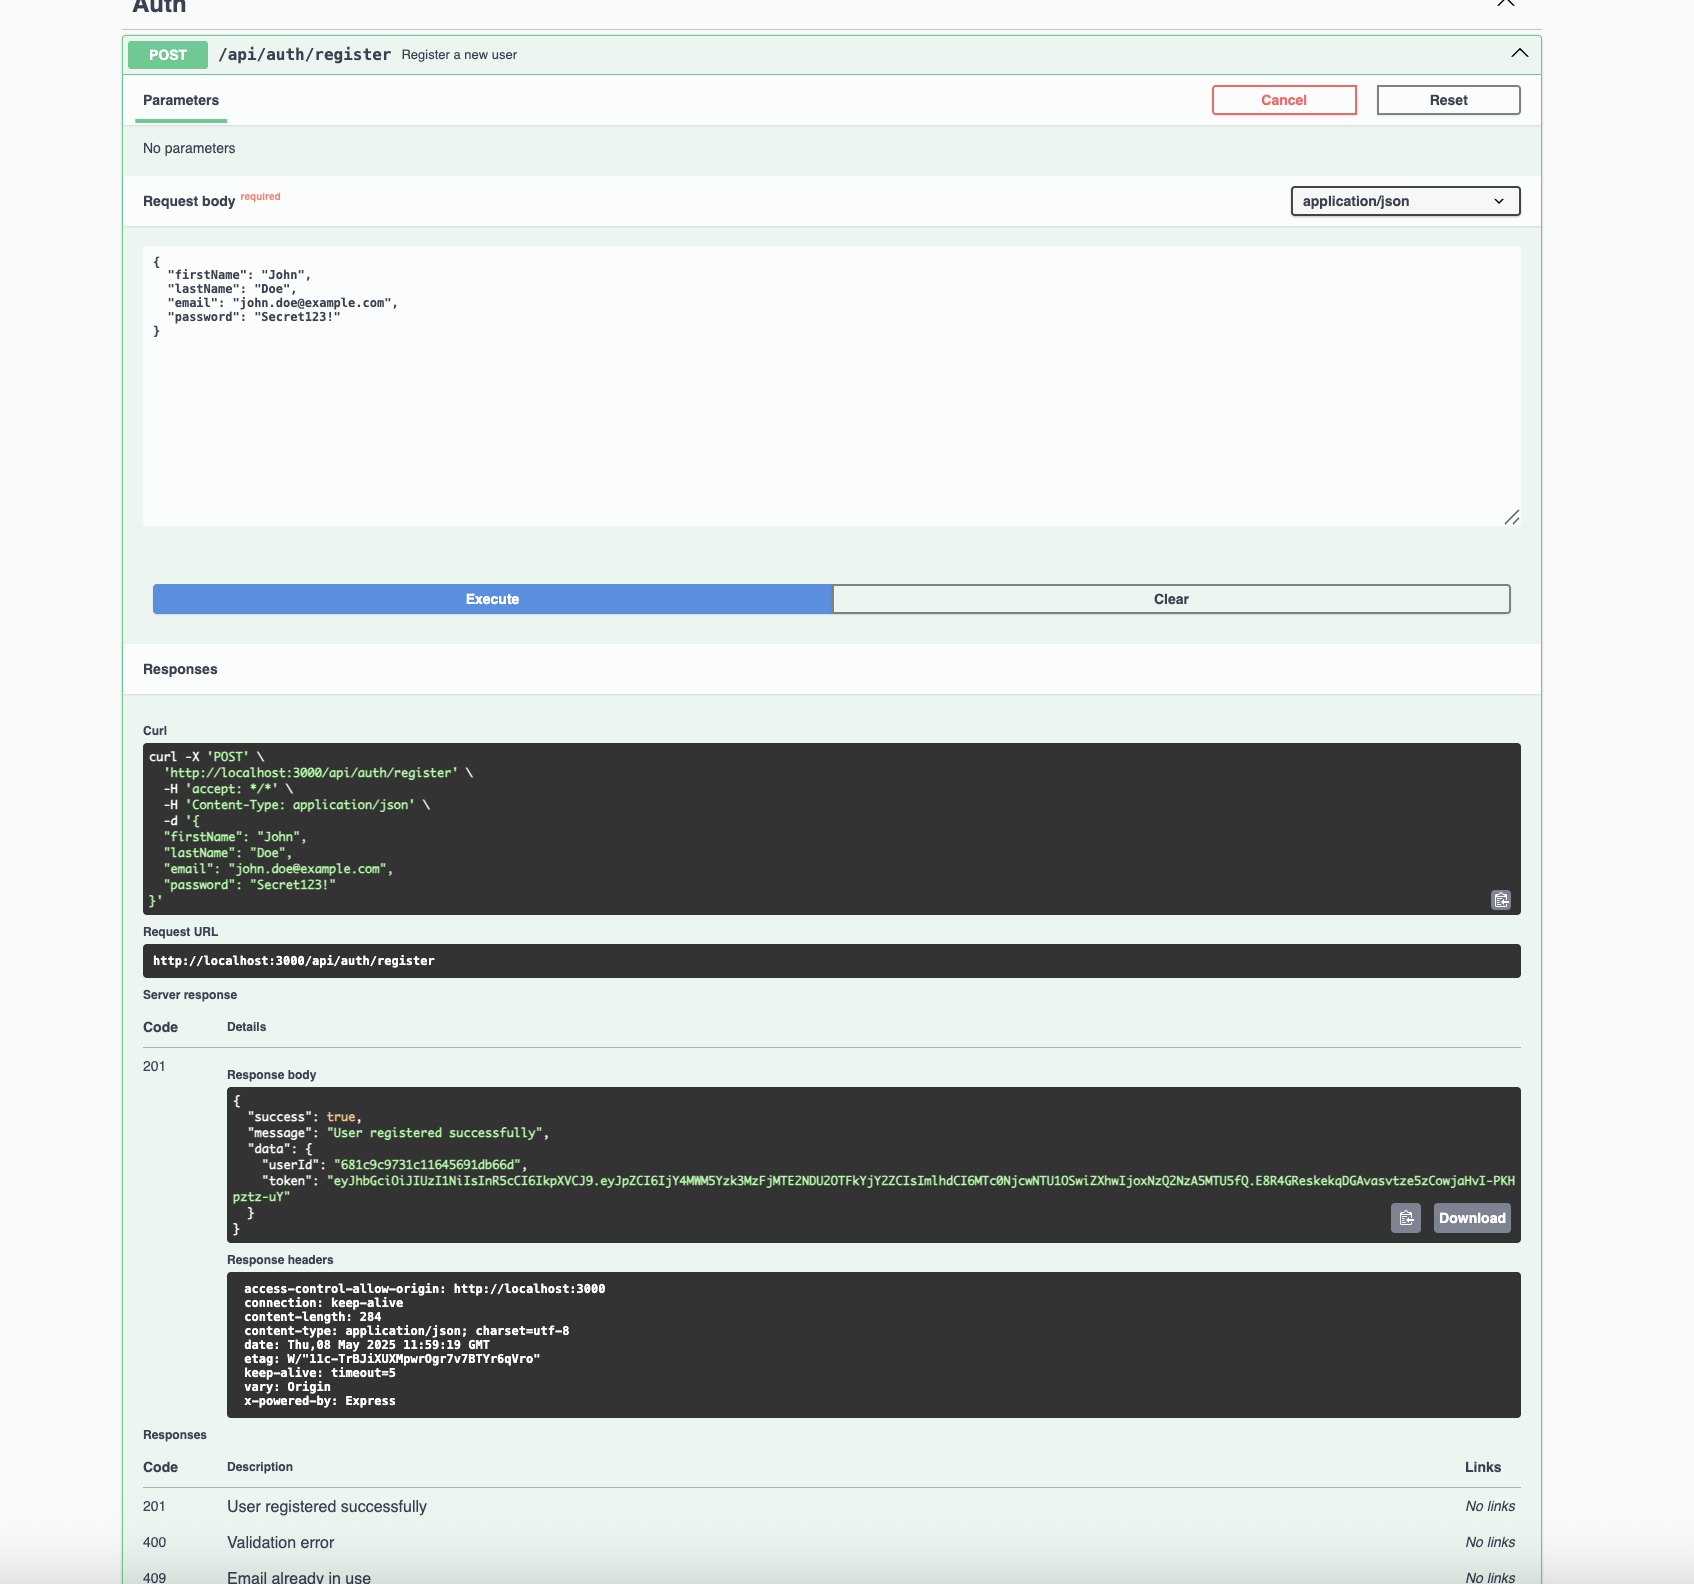 Auth
POST /api/auth/register Register a new user
Parameters
Cancel
Reset
No parameters
Request body required
application/json
{
  "firstName": "John",
  "lastName": "Doe",
  "email": "john.doe@example.com",
  "password": "Secret123!"
}
Execute
Clear
Responses
Curl
curl -X 'POST' \
  'http://localhost:3000/api/auth/register' \
  -H 'accept: */*' \
  -H 'Content-Type: application/json' \
  -d '{
  "firstName": "John",
  "lastName": "Doe",
  "email": "john.doe@example.com",
  "password": "Secret123!"
}'
Request URL
http://localhost:3000/api/auth/register
Server response
Code Details
201
Response body
{
  "success": true,
  "message": "User registered successfully",
  "data": {
    "userId": "681c9c9731c11645691db66d",
    "token": "eyJhbGciOiJIUzI1NiIsInR5cCI6IkpXVCJ9.eyJpZCI6IjY4MWM5Yzk3MzFjMTE2NDU2OTFkYjY2ZCIsImlhdCI6MTc0NjcwNTU1OSwiZXhwIjoxNzQ2NzA5MTU5fQ.E8R4GReskekqDGAvasvtze5zCowjaHvI-PKH
pztz-uY"
  }
}
Download
Response headers
access-control-allow-origin: http://localhost:3000
connection: keep-alive
content-length: 284
content-type: application/json; charset=utf-8
date: Thu,08 May 2025 11:59:19 GMT
etag: W/"11c-TrBJiXUXMpwrOgr7v7BTYr6qVro"
keep-alive: timeout=5
vary: Origin
x-powered-by: Express
Responses
Code Description Links
201 User registered successfully No links
400 Validation error No links
409 Email already in use No links